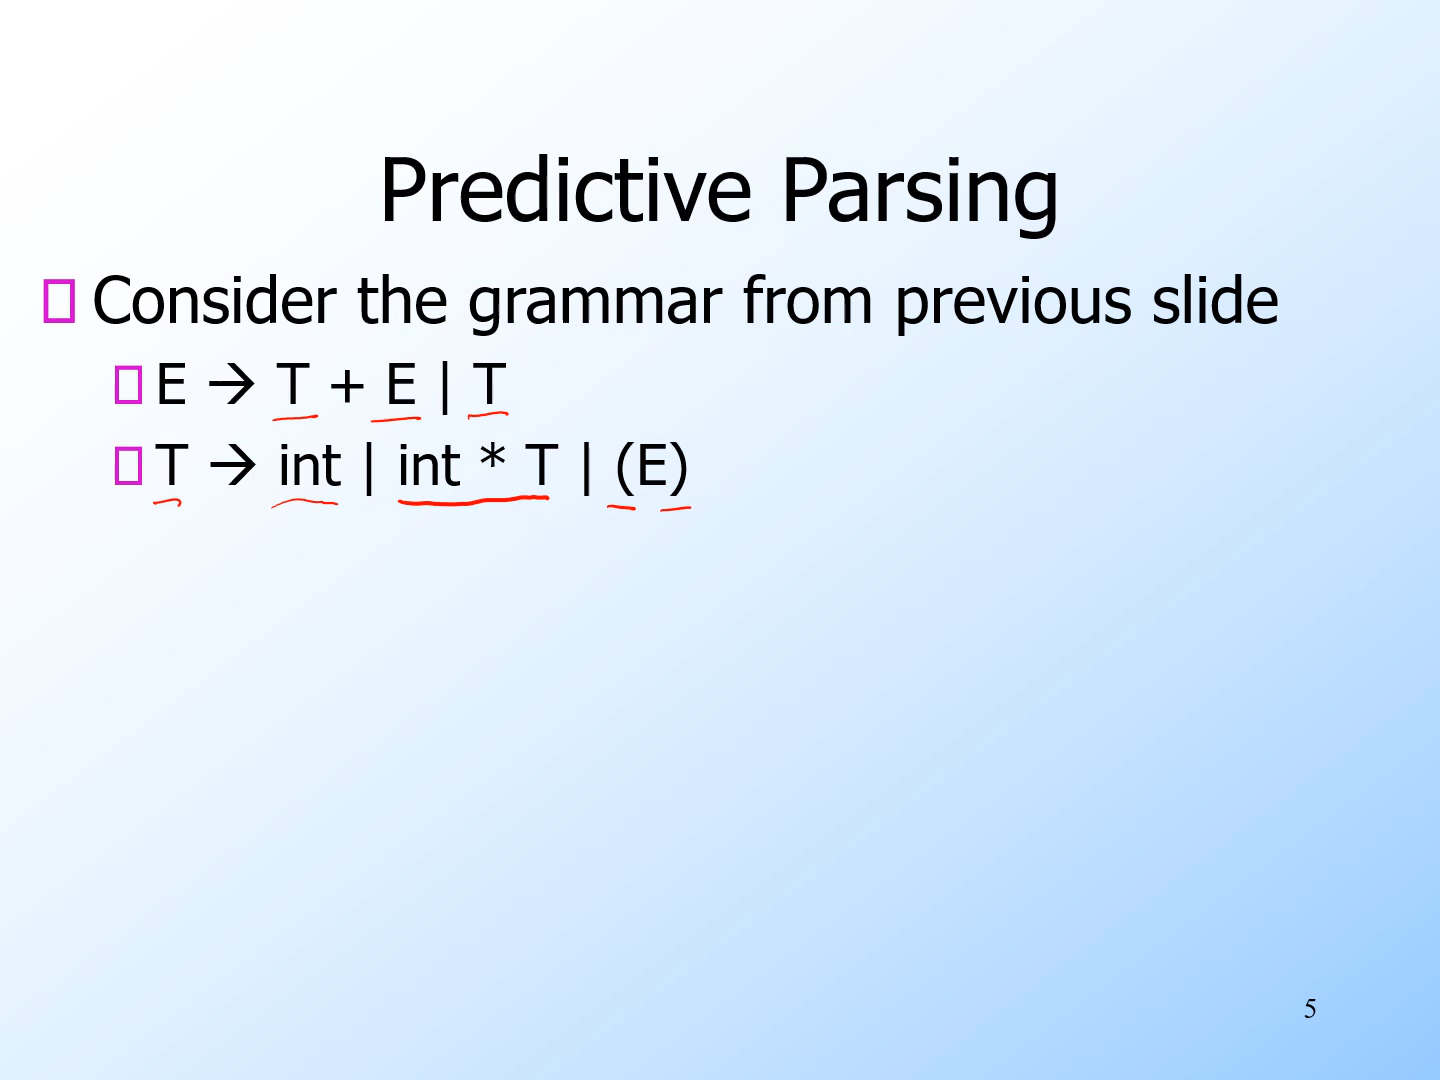 Predictive Parsing
Consider the grammar from previous slide
E → T + E | T
T → int | int * T | (E)
5